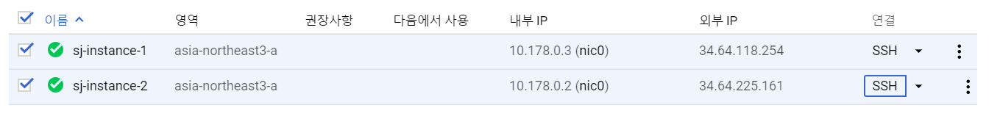 이름 영역 권장사항 다음에서 사용 내부 IP 외부 IP 연결
sj-instance-1 asia-northeast3-a 10.178.0.3 (nic0) 34.64.118.254 SSH
sj-instance-2 asia-northeast3-a 10.178.0.2 (nic0) 34.64.225.161 SSH